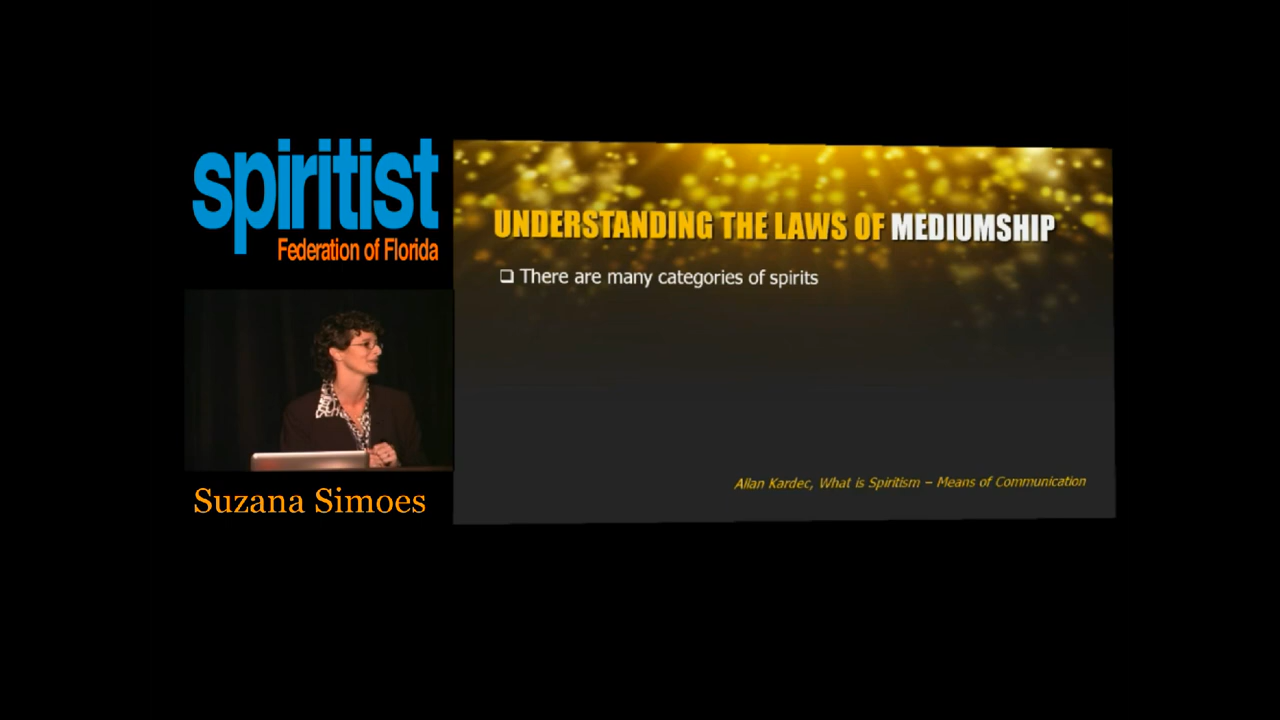 spiritist
Federation of Florida
UNDERSTANDING THE LAWS OF MEDIUMSHIP
❑ There are many categories of spirits
Allan Kardec, What is Spiritism – Means of Communication
Suzana Simoes